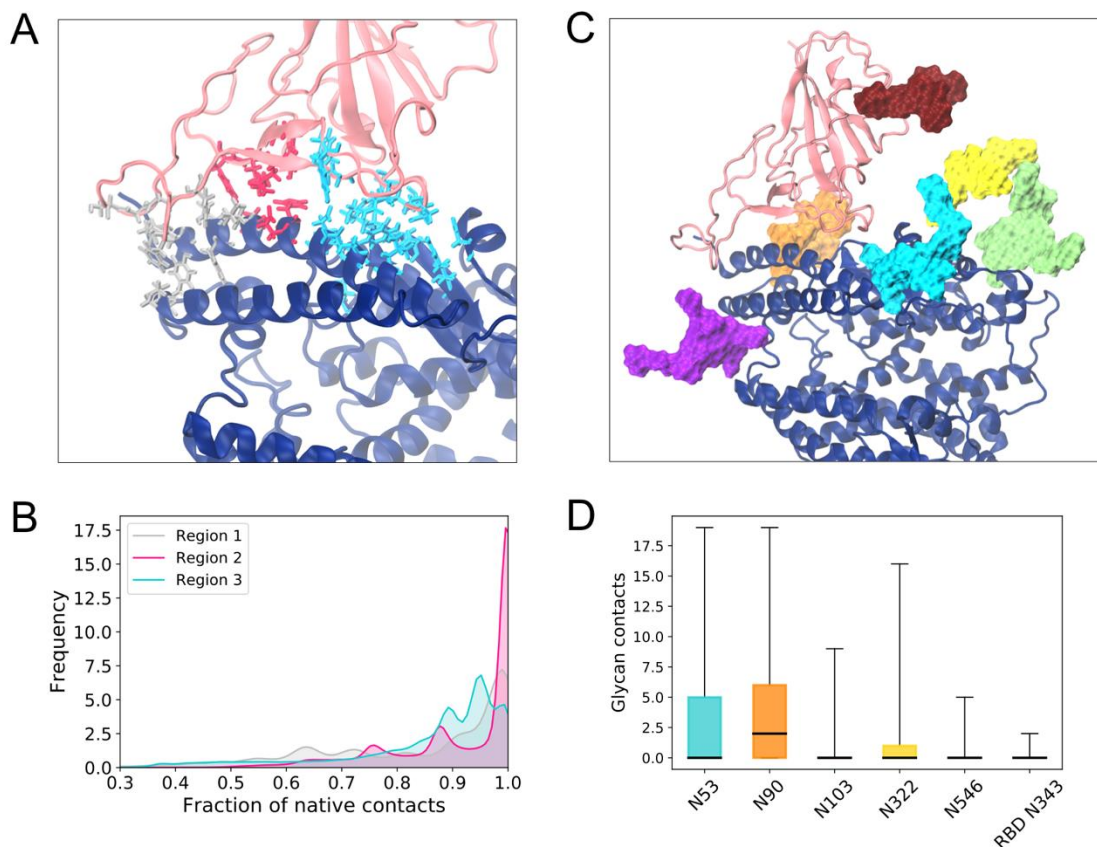 A
C
B
17.5
15.0
12.5
10.0
7.5
5.0
2.5
0.0
Frequency
Region 1
Region 2
Region 3
0.3 0.4 0.5 0.6 0.7 0.8 0.9 1.0
Fraction of native contacts
D
17.5
15.0
12.5
10.0
7.5
5.0
2.5
0.0
Glycan contacts
N53 N90 N103 N322 N546 RBD N343